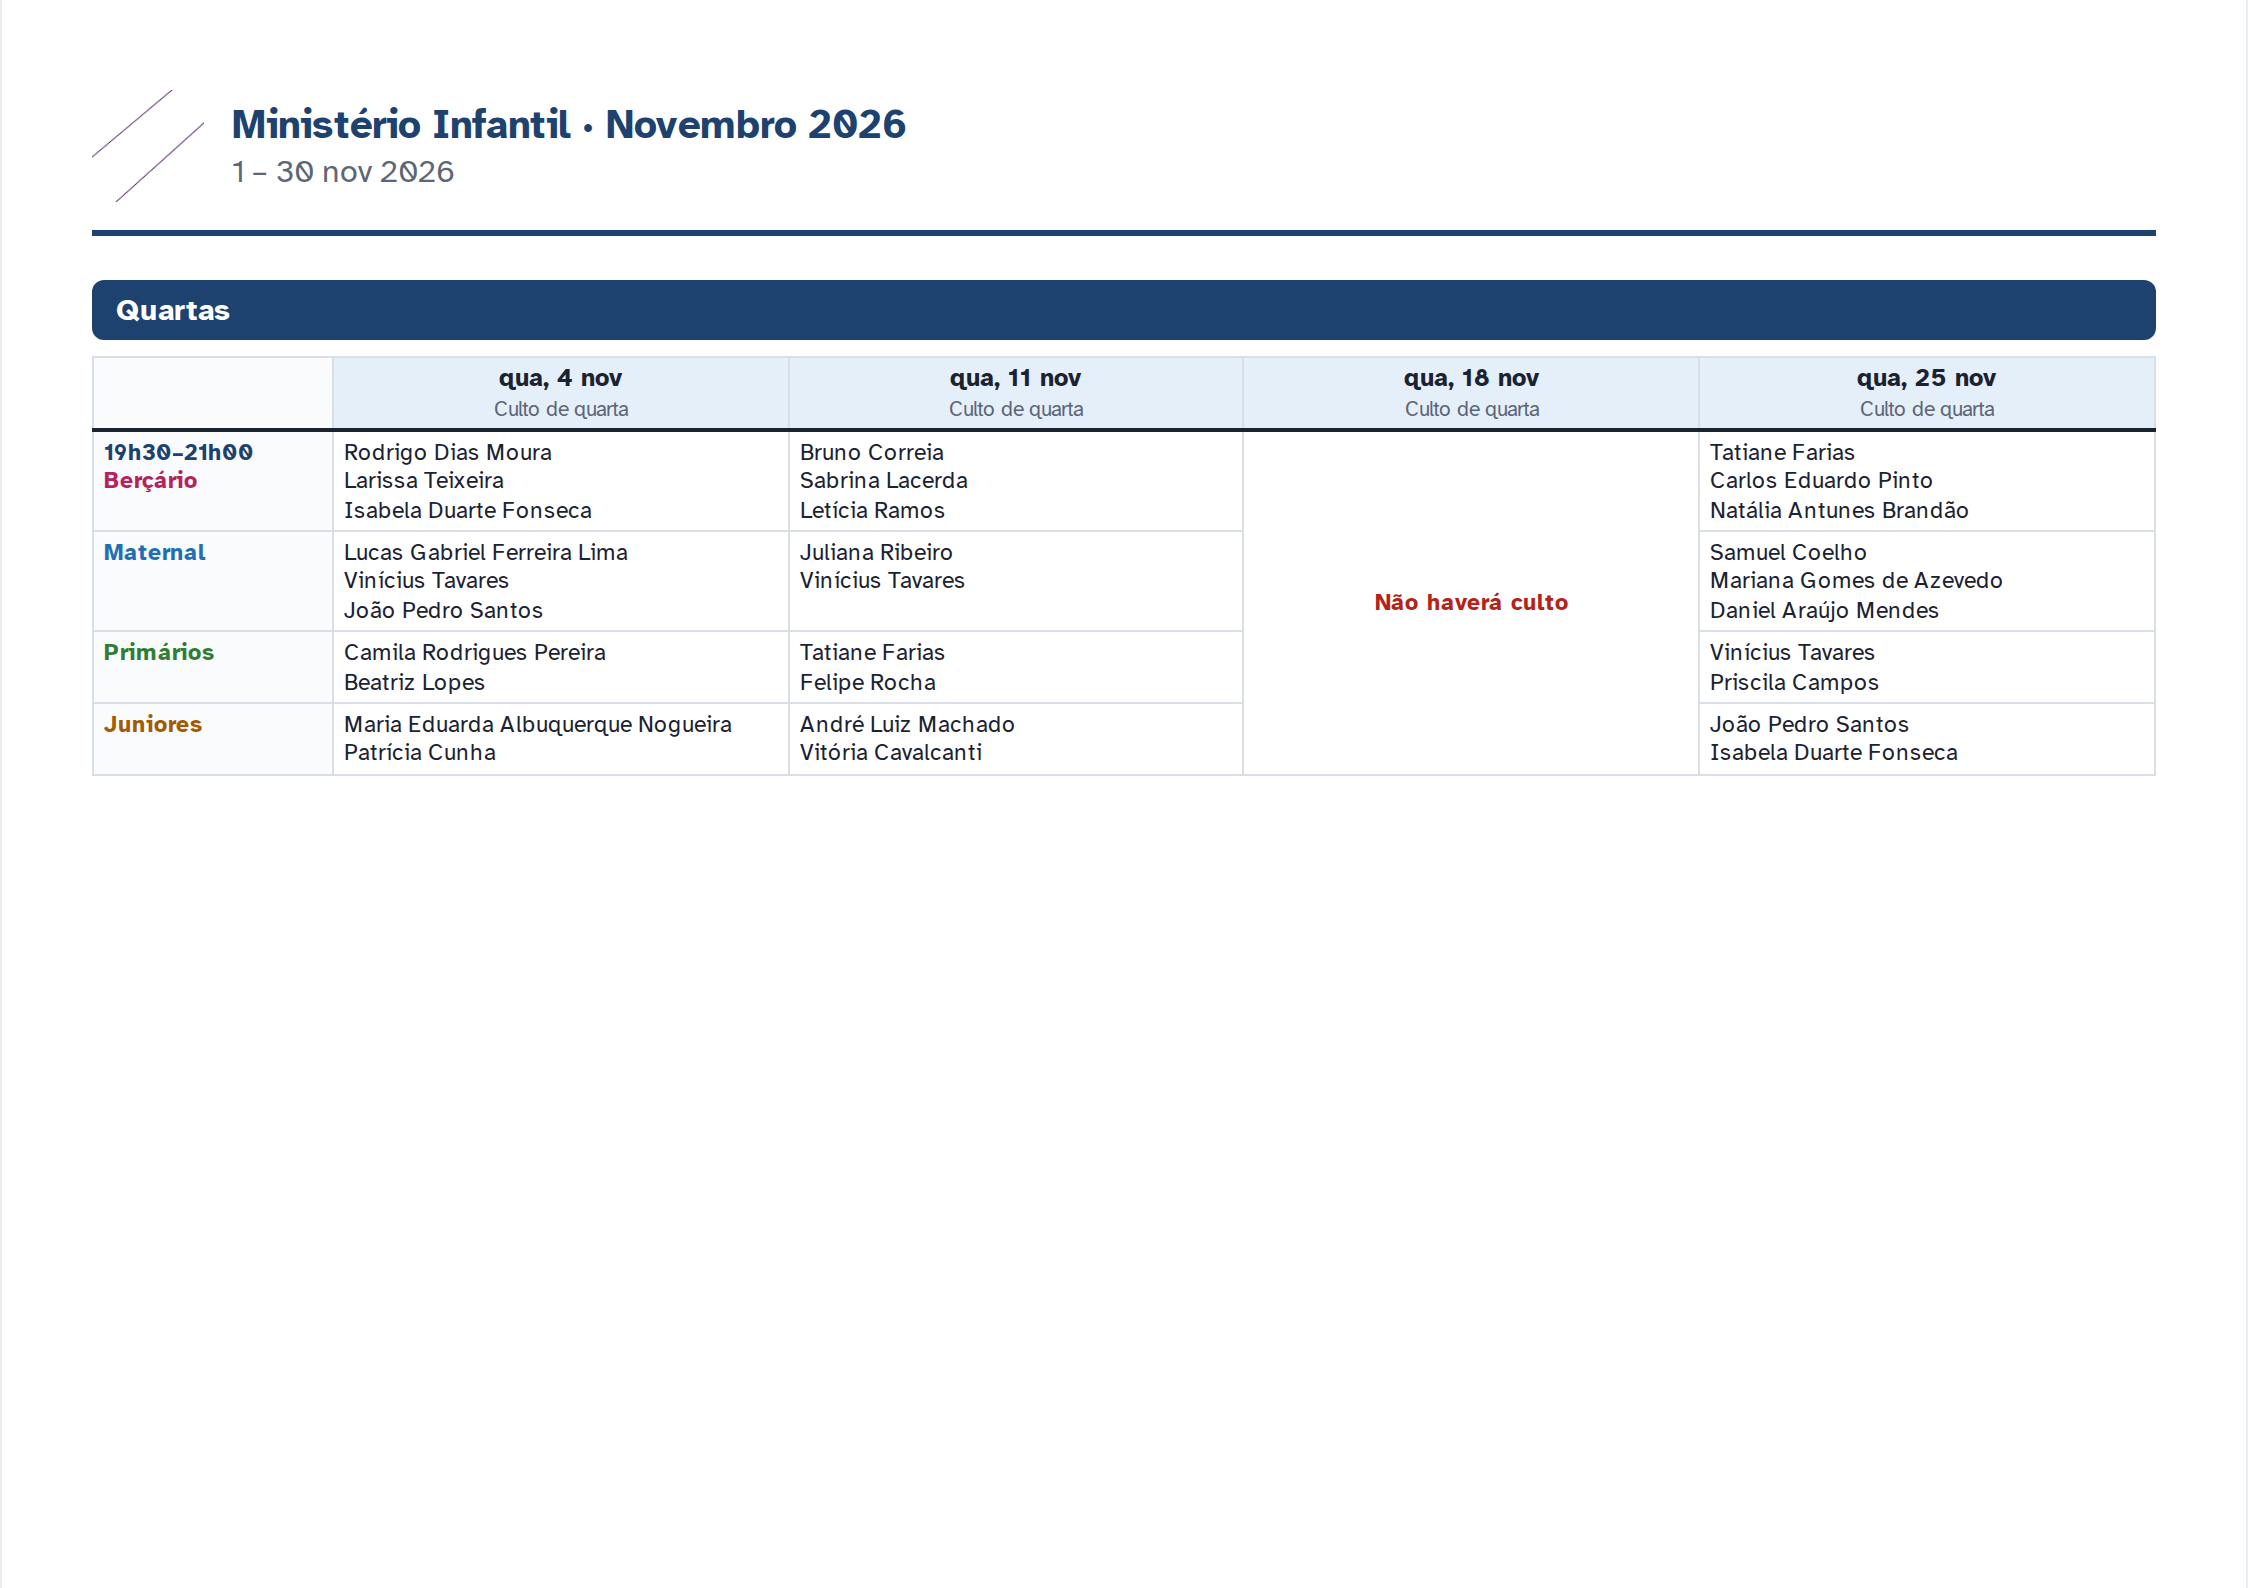 Ministério Infantil • Novembro 2026
1 – 30 nov 2026
Quartas
qua, 4 nov
Culto de quarta
qua, 11 nov
Culto de quarta
qua, 18 nov
Culto de quarta
qua, 25 nov
Culto de quarta
19h30–21h00
Berçário
Rodrigo Dias Moura
Larissa Teixeira
Isabela Duarte Fonseca
Bruno Correia
Sabrina Lacerda
Letícia Ramos
Não haverá culto
Tatiane Farias
Carlos Eduardo Pinto
Natália Antunes Brandão
Maternal
Lucas Gabriel Ferreira Lima
Vinícius Tavares
João Pedro Santos
Juliana Ribeiro
Vinícius Tavares
Samuel Coelho
Mariana Gomes de Azevedo
Daniel Araújo Mendes
Primários
Camila Rodrigues Pereira
Beatriz Lopes
Tatiane Farias
Felipe Rocha
Vinícius Tavares
Priscila Campos
Juniores
Maria Eduarda Albuquerque Nogueira
Patrícia Cunha
André Luiz Machado
Vitória Cavalcanti
João Pedro Santos
Isabela Duarte Fonseca